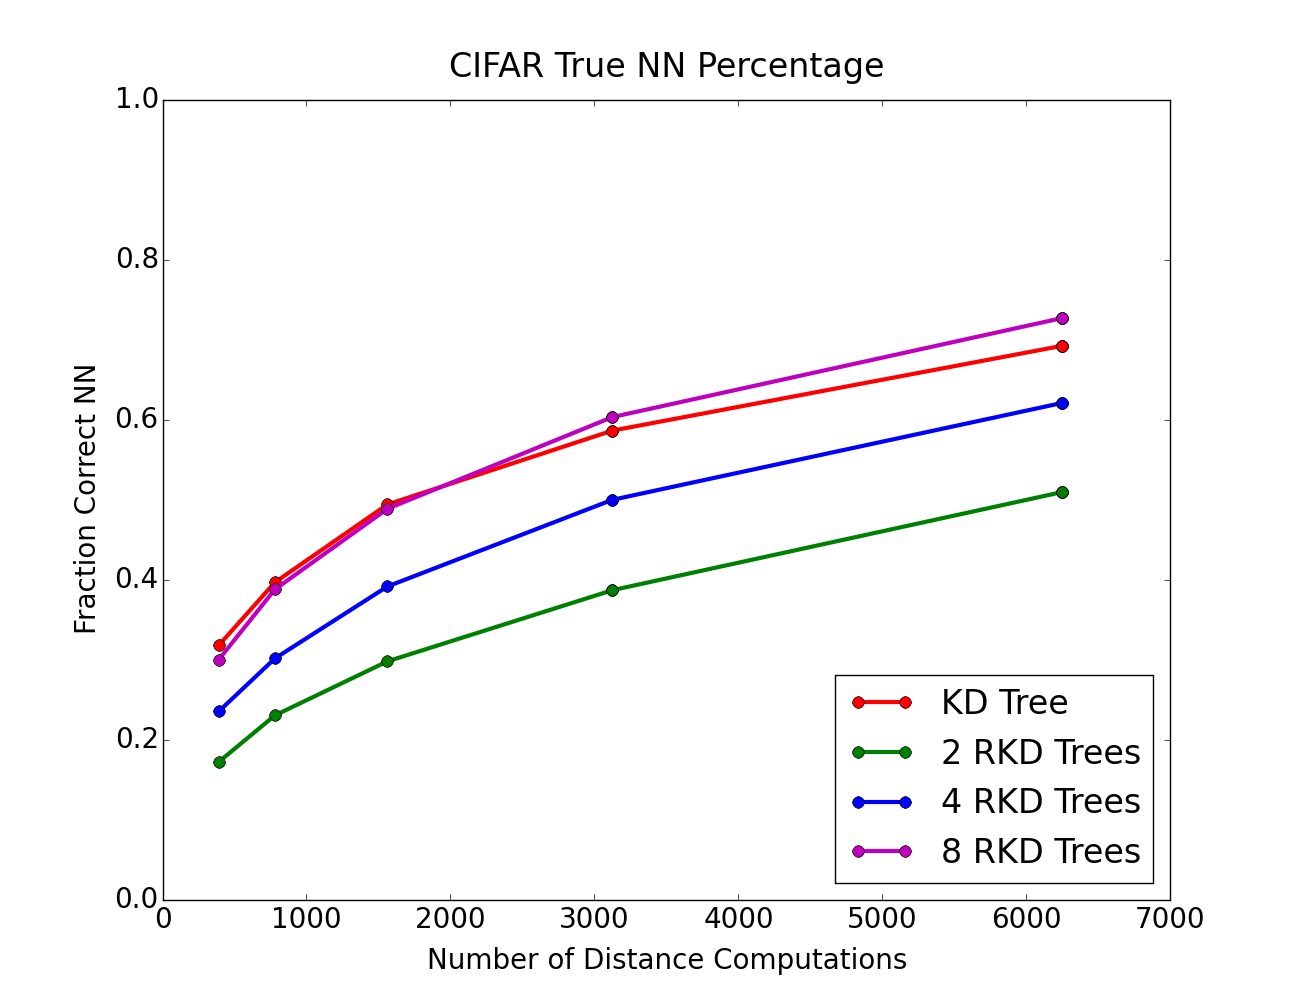 CIFAR True NN Percentage
1.0
0.8
0.6
0.4
0.2
0.0
Fraction Correct NN
KD Tree
2 RKD Trees
4 RKD Trees
8 RKD Trees
0 1000 2000 3000 4000 5000 6000 7000
Number of Distance Computations